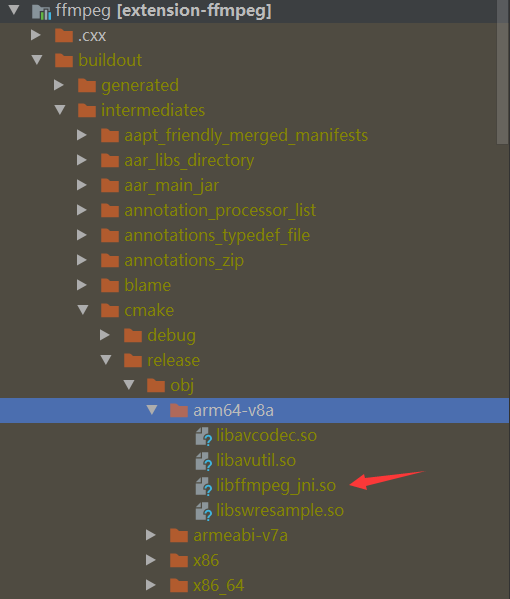 ffmpeg [extension-ffmpeg]
.cxx
buildout
generated
intermediates
aapt_friendly_merged_manifests
aar_libs_directory
aar_main_jar
annotation_processor_list
annotations_typedef_file
annotations_zip
blame
cmake
debug
release
obj
arm64-v8a
libavcodec.so
libavutil.so
libffmpeg_jni.so
libswresample.so
armeabi-v7a
x86
x86_64